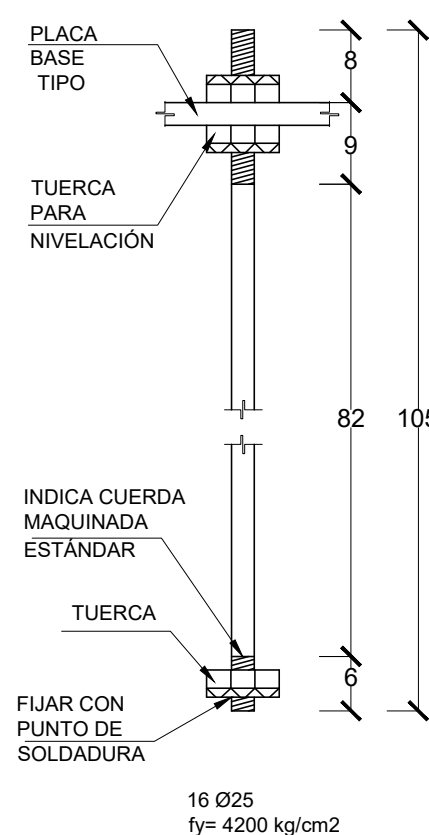 PLACA
BASE
TIPO
8
9
TUERCA
PARA
NIVELACIÓN
82
105
INDICA CUERDA
MAQUINADA
ESTÁNDAR
TUERCA
6
FIJAR CON
PUNTO DE
SOLDADURA
16 Ø25
fy= 4200 kg/cm2